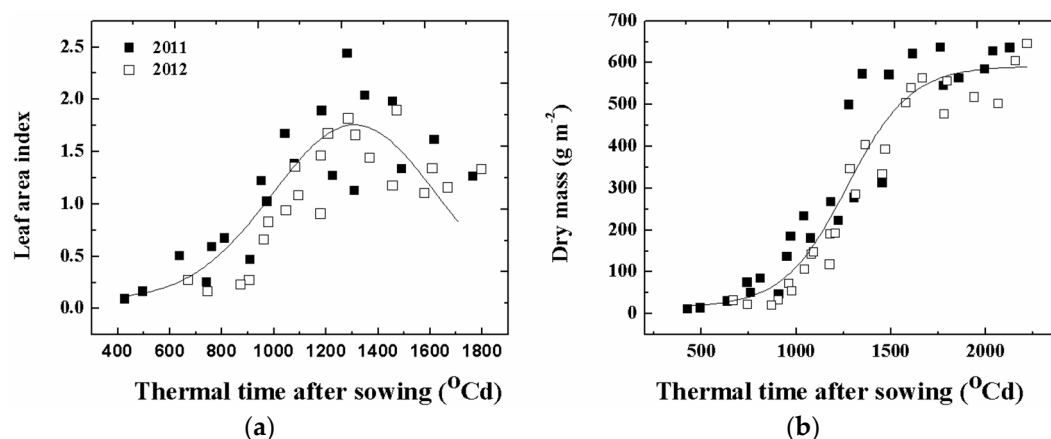 2011
2012
2.5
2.0
1.5
1.0
0.5
0.0
Leaf area index
400 600 800 1000 1200 1400 1600 1800
Thermal time after sowing (ᴼCd)
(a)
700
600
500
400
300
200
100
0
Dry mass (g m⁻²)
500 1000 1500 2000
Thermal time after sowing (ᴼCd)
(b)